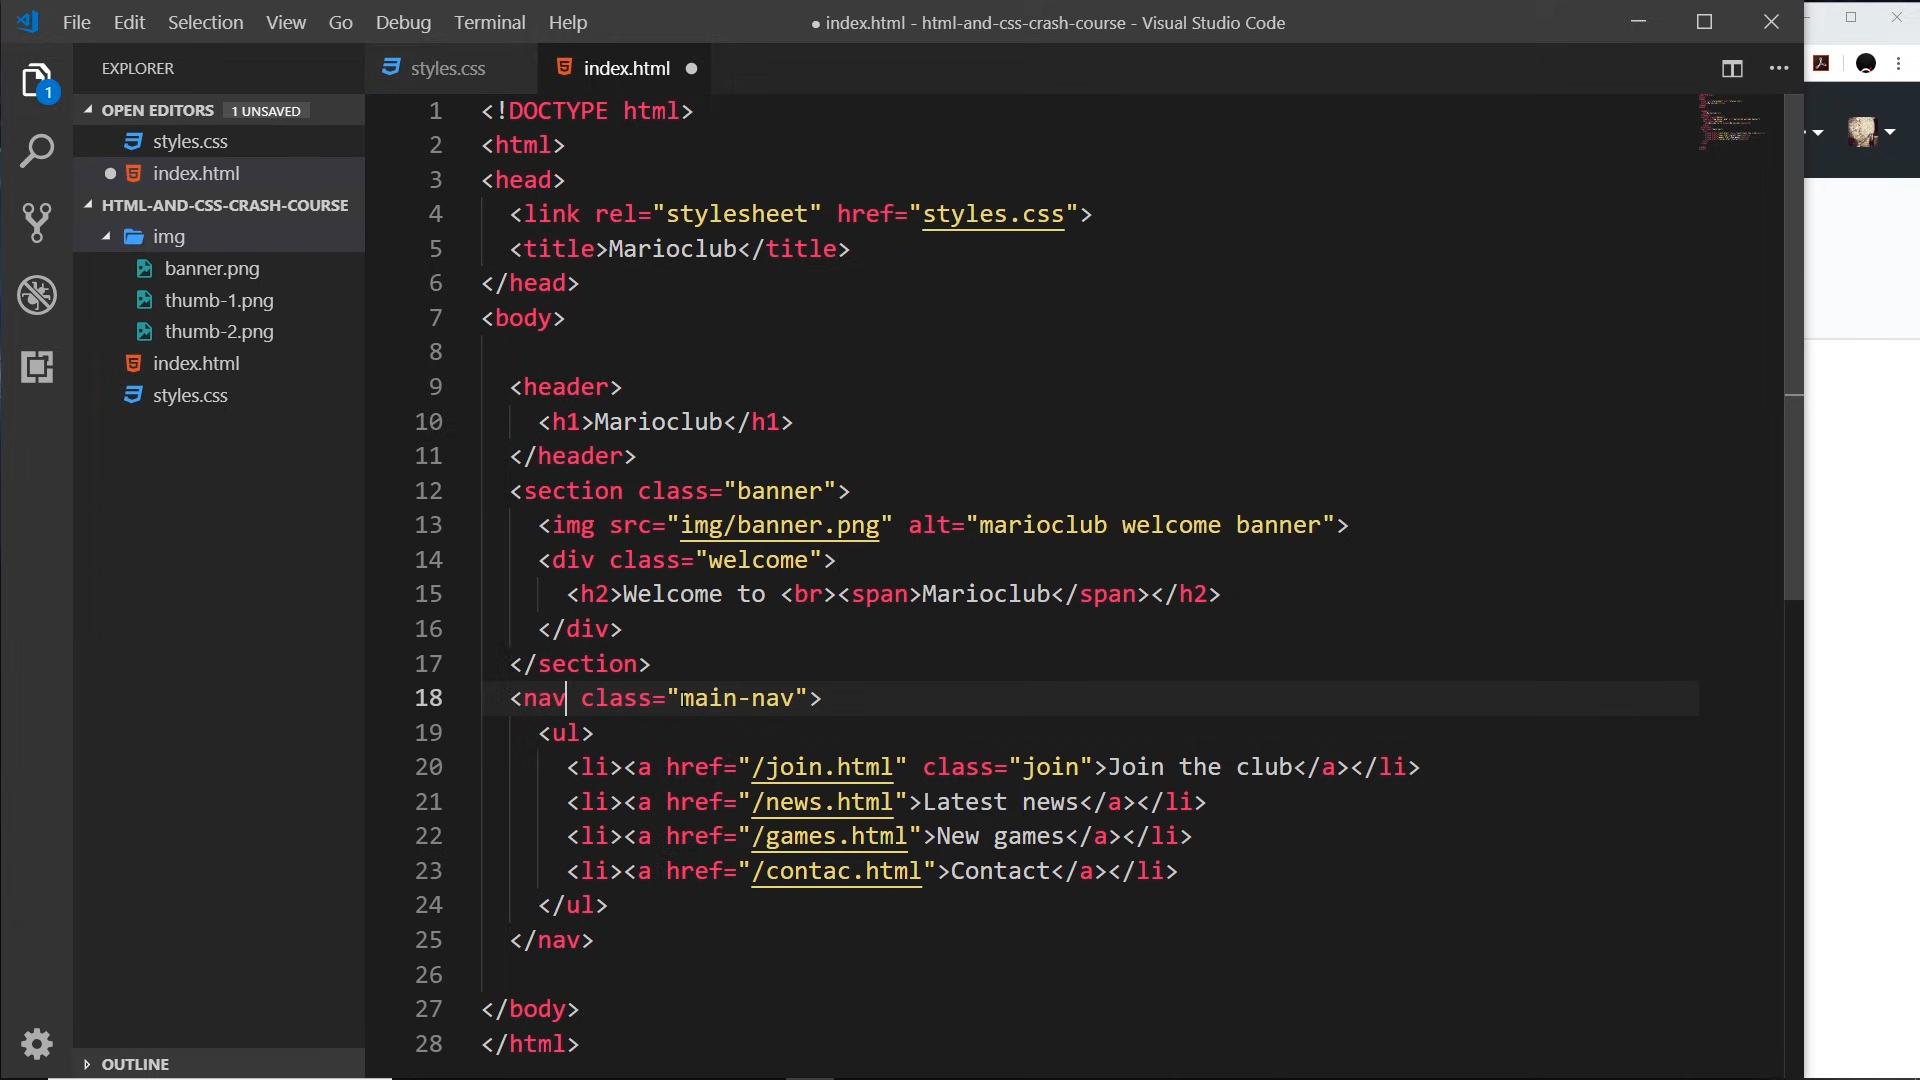 File Edit Selection View Go Debug Terminal Help
● index.html - html-and-css-crash-course - Visual Studio Code
EXPLORER
1
OPEN EDITORS 1 UNSAVED
styles.css
index.html
HTML-AND-CSS-CRASH-COURSE
img
banner.png
thumb-1.png
thumb-2.png
index.html
styles.css
OUTLINE
styles.css index.html
1 <!DOCTYPE html>
2 <html>
3 <head>
4 <link rel="stylesheet" href="styles.css">
5 <title>Marioclub</title>
6 </head>
7 <body>
8
9 <header>
10 <h1>Marioclub</h1>
11 </header>
12 <section class="banner">
13 <img src="img/banner.png" alt="marioclub welcome banner">
14 <div class="welcome">
15 <h2>Welcome to <br><span>Marioclub</span></h2>
16 </div>
17 </section>
18 <nav class="main-nav">
19 <ul>
20 <li><a href="/join.html" class="join">Join the club</a></li>
21 <li><a href="/news.html">Latest news</a></li>
22 <li><a href="/games.html">New games</a></li>
23 <li><a href="/contac.html">Contact</a></li>
24 </ul>
25 </nav>
26
27 </body>
28 </html>